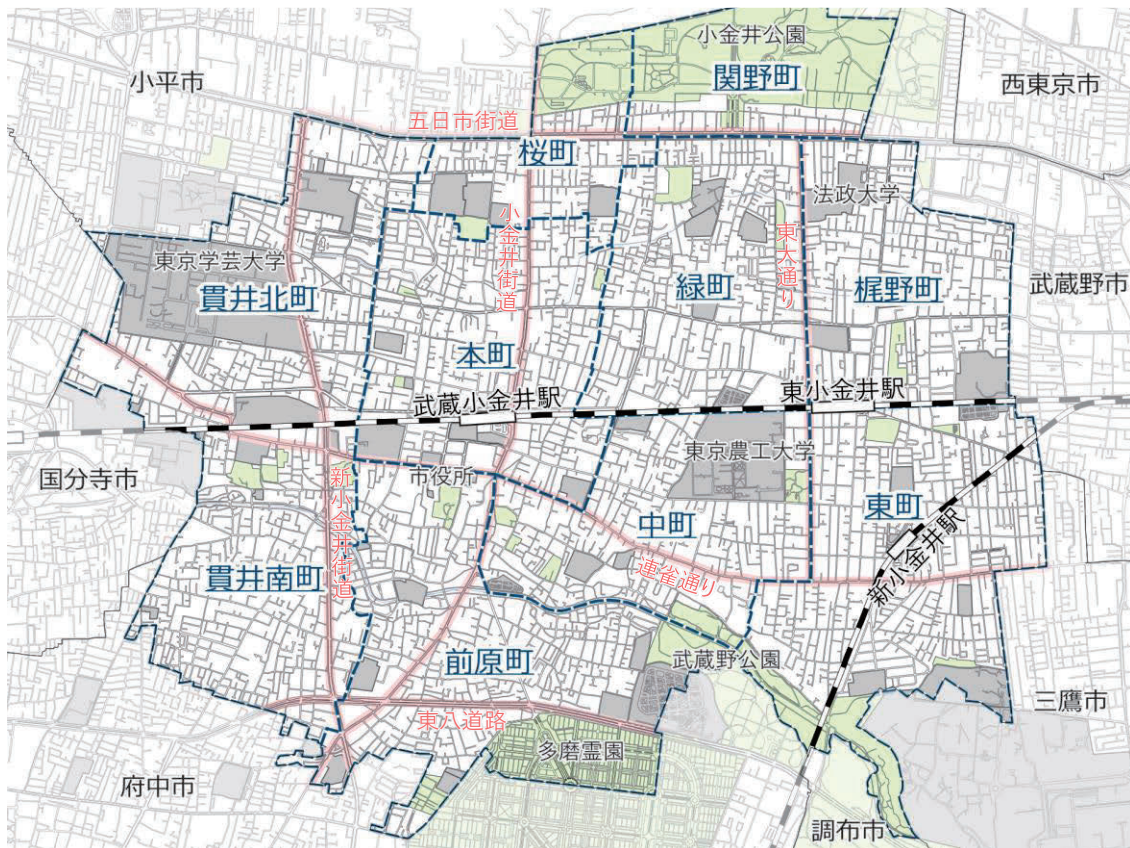 小金井公園
関野町
小平市
西東京市
五日市街道
桜町
法政大学
小金井街道
東大通り
東京学芸大学
貫井北町
緑町
梶野町
武蔵野市
本町
武蔵小金井駅
東小金井駅
東京農工大学
国分寺市
市役所
新小金井街道
中町
東町
新小金井駅
連雀通り
貫井南町
前原町
武蔵野公園
三鷹市
東八道路
多磨霊園
府中市
調布市